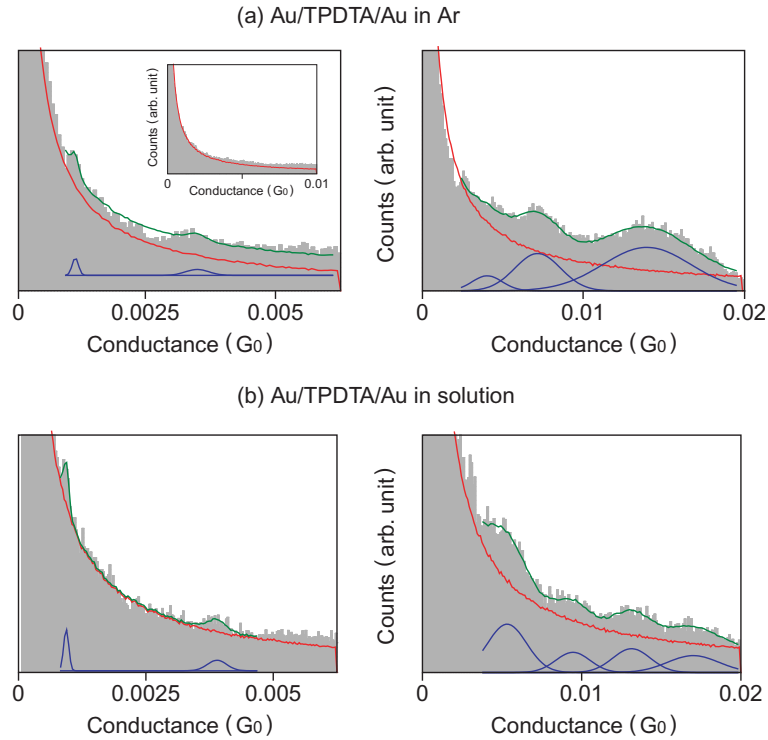 (a) Au/TPDTA/Au in Ar
Counts ( arb. unit )
0
0.01
Conductance ( G0 )
0
0.0025
0.005
Conductance ( G0 )
Counts ( arb. unit )
0
0.01
0.02
Conductance ( G0 )
(b) Au/TPDTA/Au in solution
0
0.0025
0.005
Conductance ( G0 )
Counts ( arb. unit )
0
0.01
0.02
Conductance ( G0 )